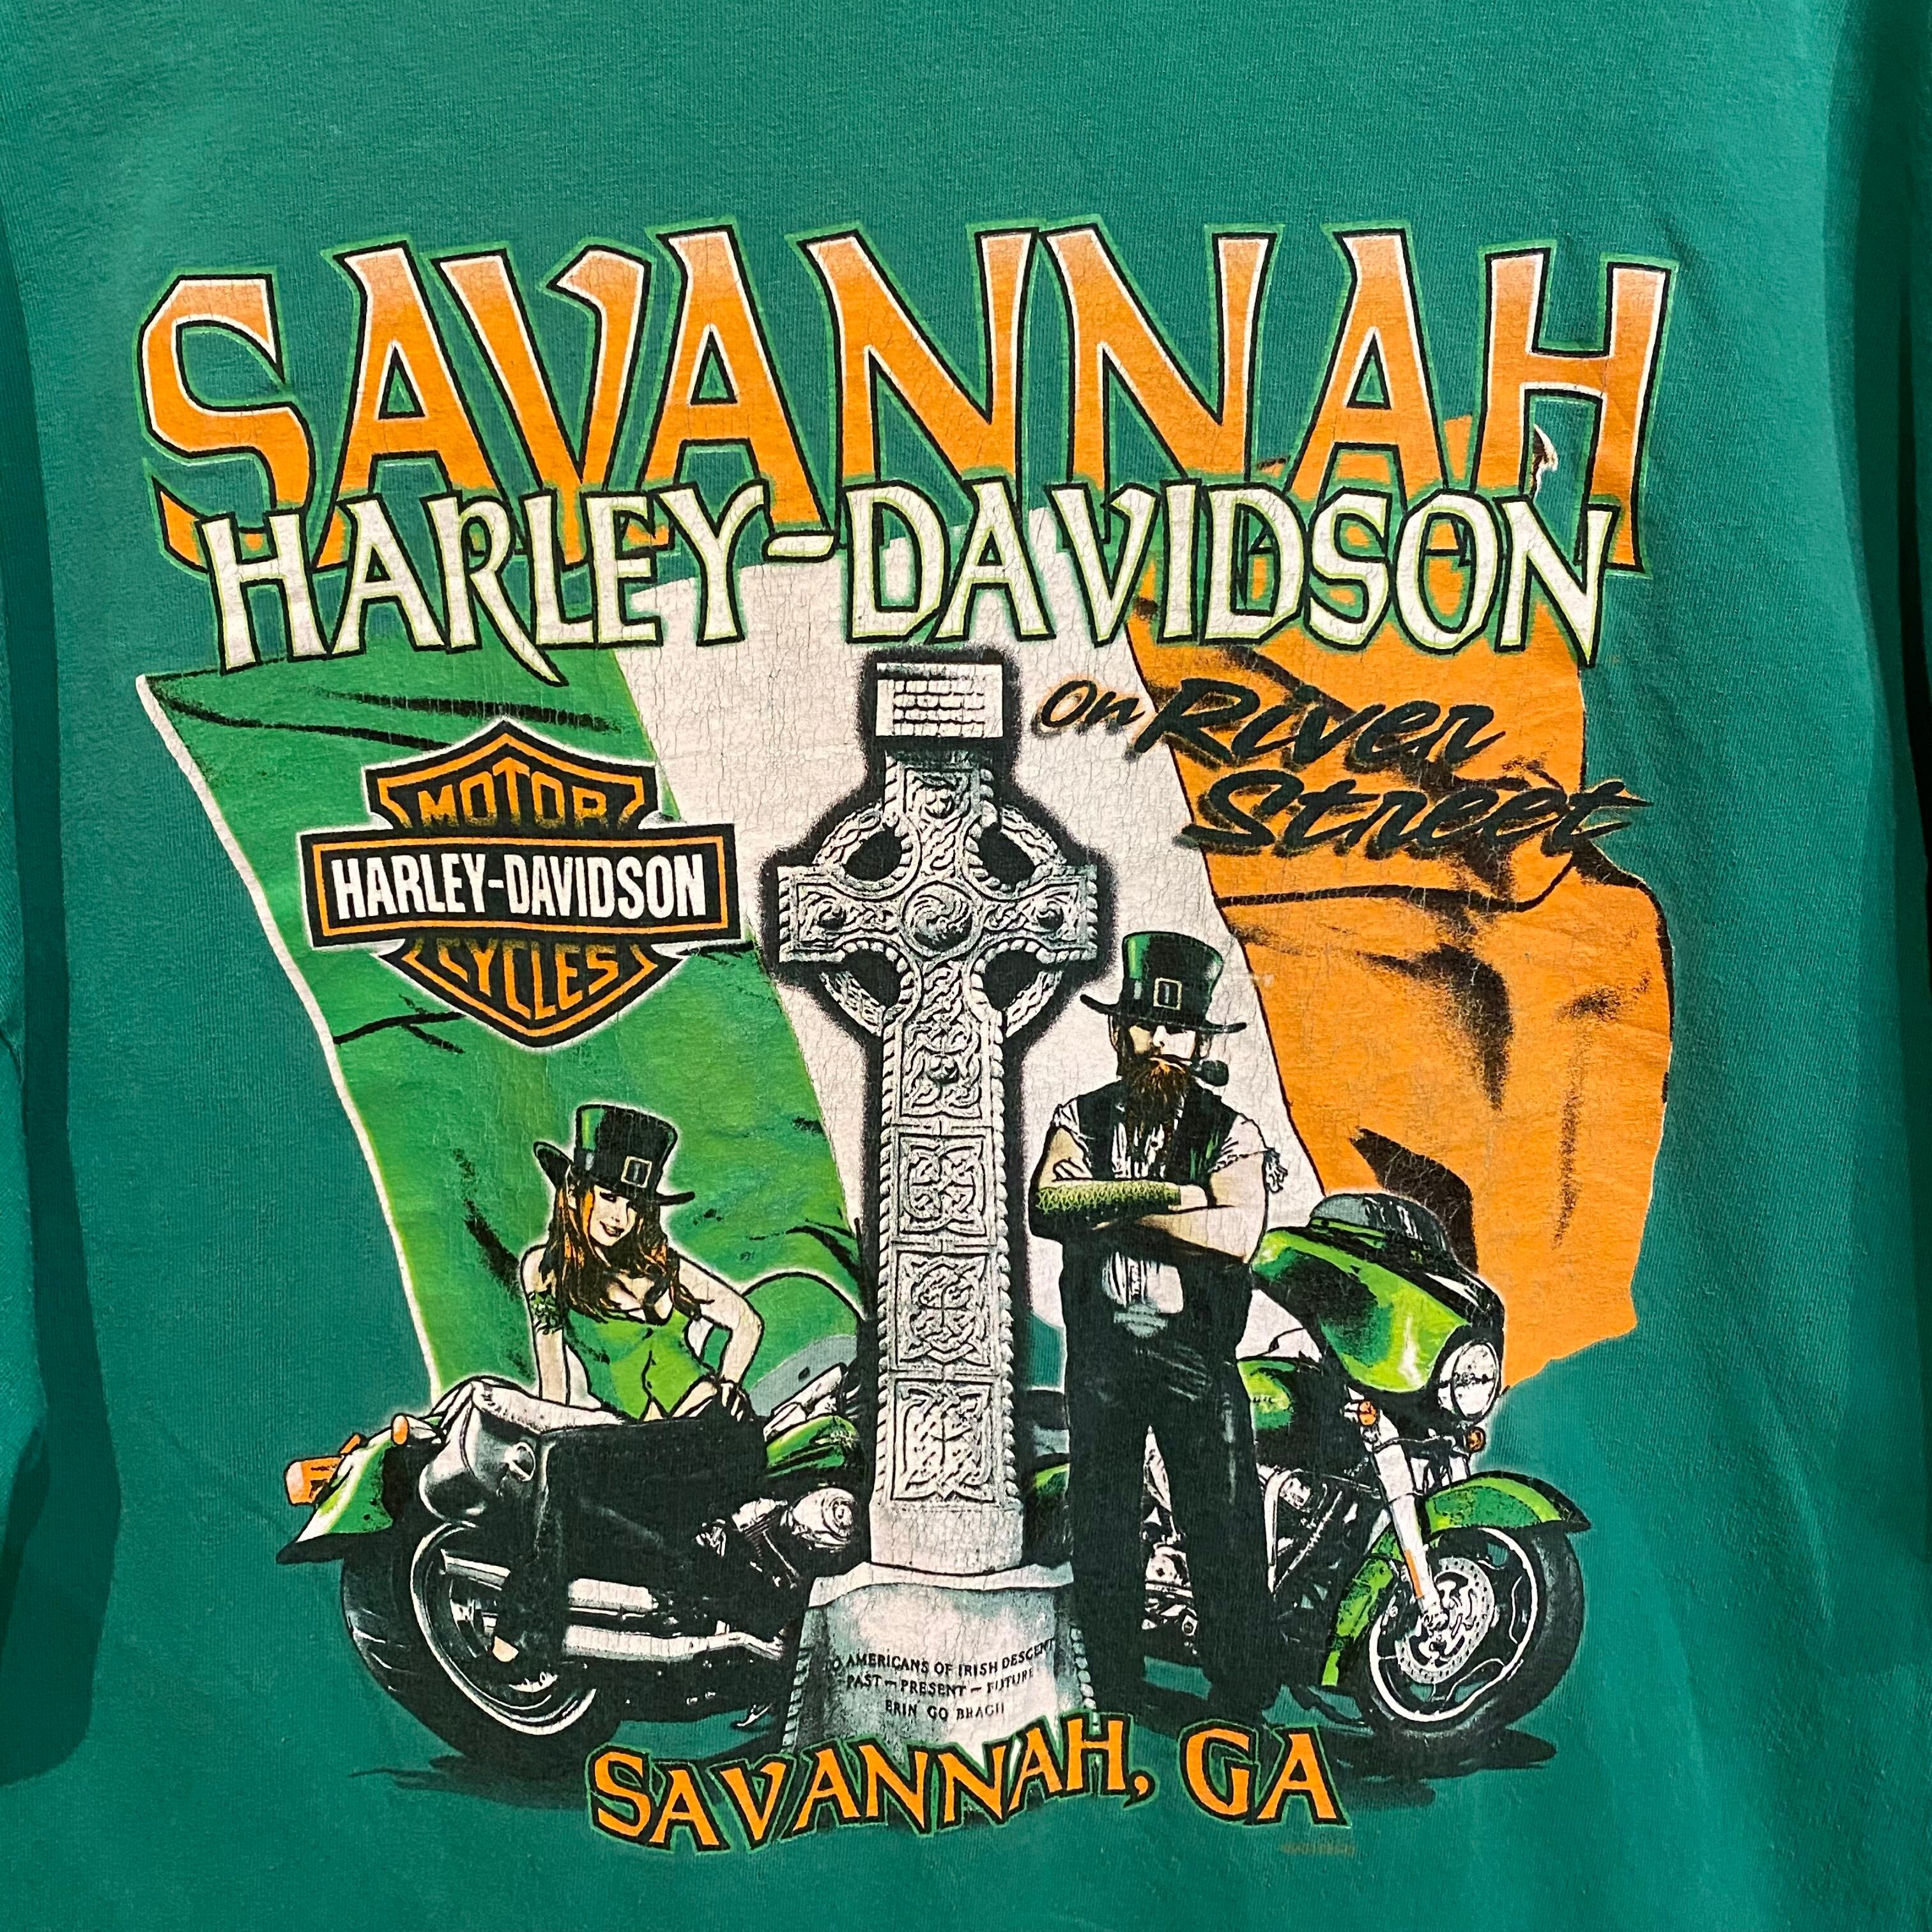 SAVANNAH
HARLEY-DAVIDSON
On River
Street
MOTOR
HARLEY-DAVIDSON
CYCLES
TO AMERICANS OF IRISH DESCENT
PAST — PRESENT — FUTURE
ERIN GO BRAGH
SAVANNAH, GA